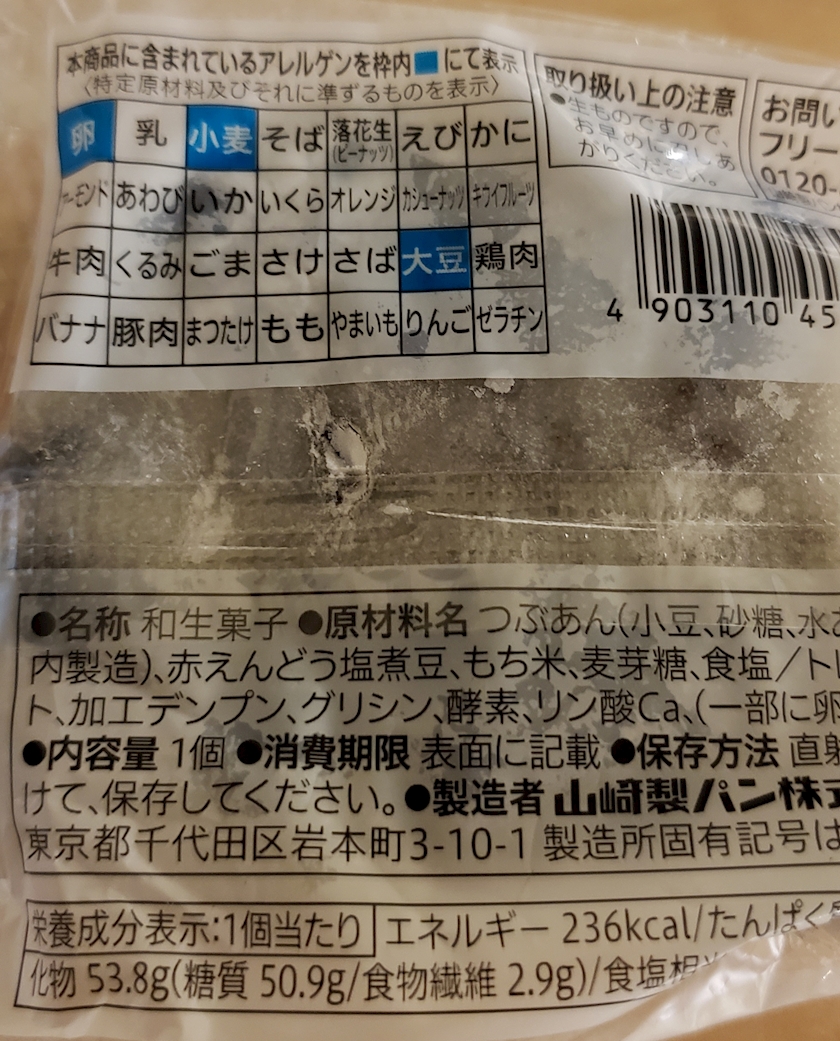 本商品に含まれているアレルゲンを枠内■にて表示
〈特定原材料及びそれに準ずるものを表示〉
卵 乳 小麦 そば 落花生(ピーナッツ) えび かに
アーモンド あわび いか いくら オレンジ カシューナッツ キウイフルーツ
牛肉 くるみ ごま さけ さば 大豆 鶏肉
バナナ 豚肉 まつたけ もも やまいも りんご ゼラチン
取り扱い上の注意
●生ものですので、
お早めにお召しあ
がりください。
お問い
フリー
0120-
4 903110 45
●名称 和生菓子 ●原材料名 つぶあん(小豆、砂糖、水
内製造)、赤えんどう塩煮豆、もち米、麦芽糖、食塩／トレ
ト、加工デンプン、グリシン、酵素、リン酸Ca、(一部に卵
●内容量 1個 ●消費期限 表面に記載 ●保存方法 直射
けて、保存してください。●製造者 山崎製パン株式
東京都千代田区岩本町3-10-1 製造所固有記号は
栄養成分表示:1個当たり エネルギー 236kcal/たんぱく質
化物 53.8g(糖質 50.9g/食物繊維 2.9g)/食塩相当